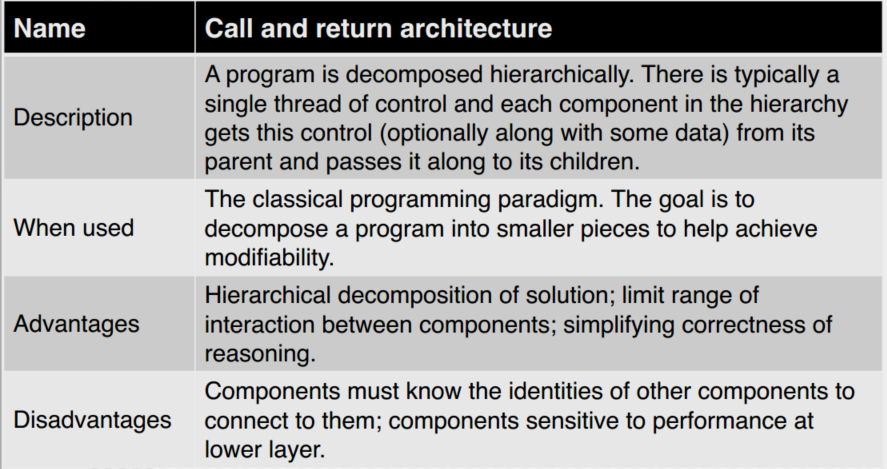 Name
Call and return architecture
Description
A program is decomposed hierarchically. There is typically a
single thread of control and each component in the hierarchy
gets this control (optionally along with some data) from its
parent and passes it along to its children.
When used
The classical programming paradigm. The goal is to
decompose a program into smaller pieces to help achieve
modifiability.
Advantages
Hierarchical decomposition of solution; limit range of
interaction between components; simplifying correctness of
reasoning.
Disadvantages
Components must know the identities of other components to
connect to them; components sensitive to performance at
lower layer.